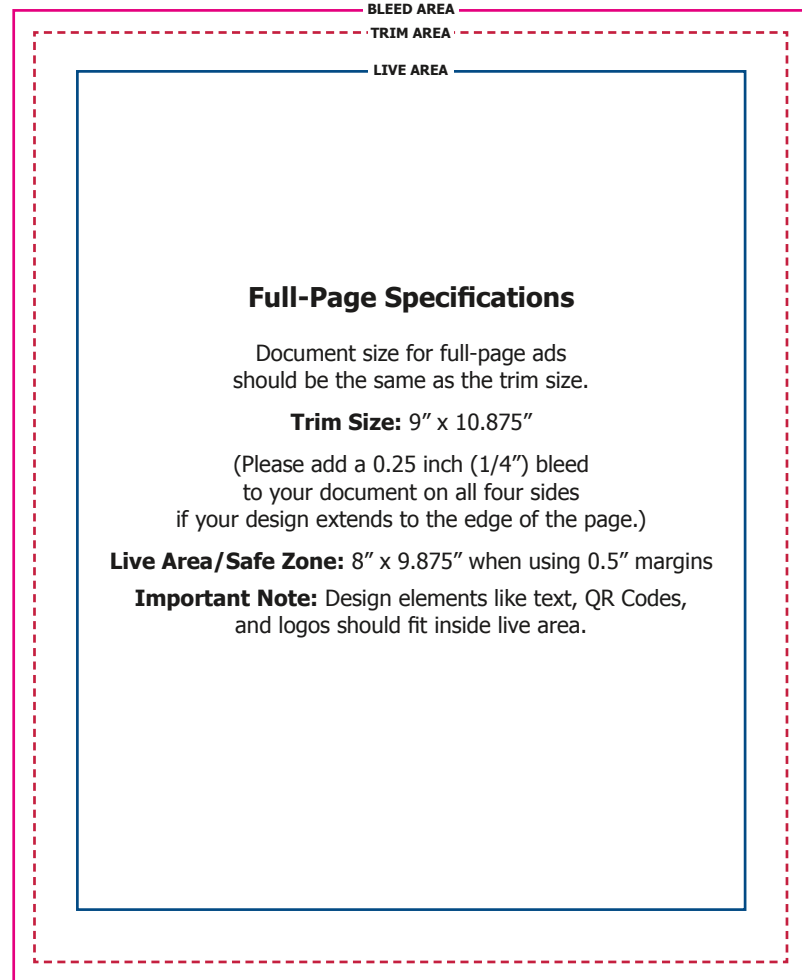 BLEED AREA
TRIM AREA
LIVE AREA
Full-Page Specifications
Document size for full-page ads
should be the same as the trim size.
Trim Size: 9” x 10.875”
(Please add a 0.25 inch (1/4”) bleed
to your document on all four sides
if your design extends to the edge of the page.)
Live Area/Safe Zone: 8” x 9.875” when using 0.5” margins
Important Note: Design elements like text, QR Codes,
and logos should fit inside live area.